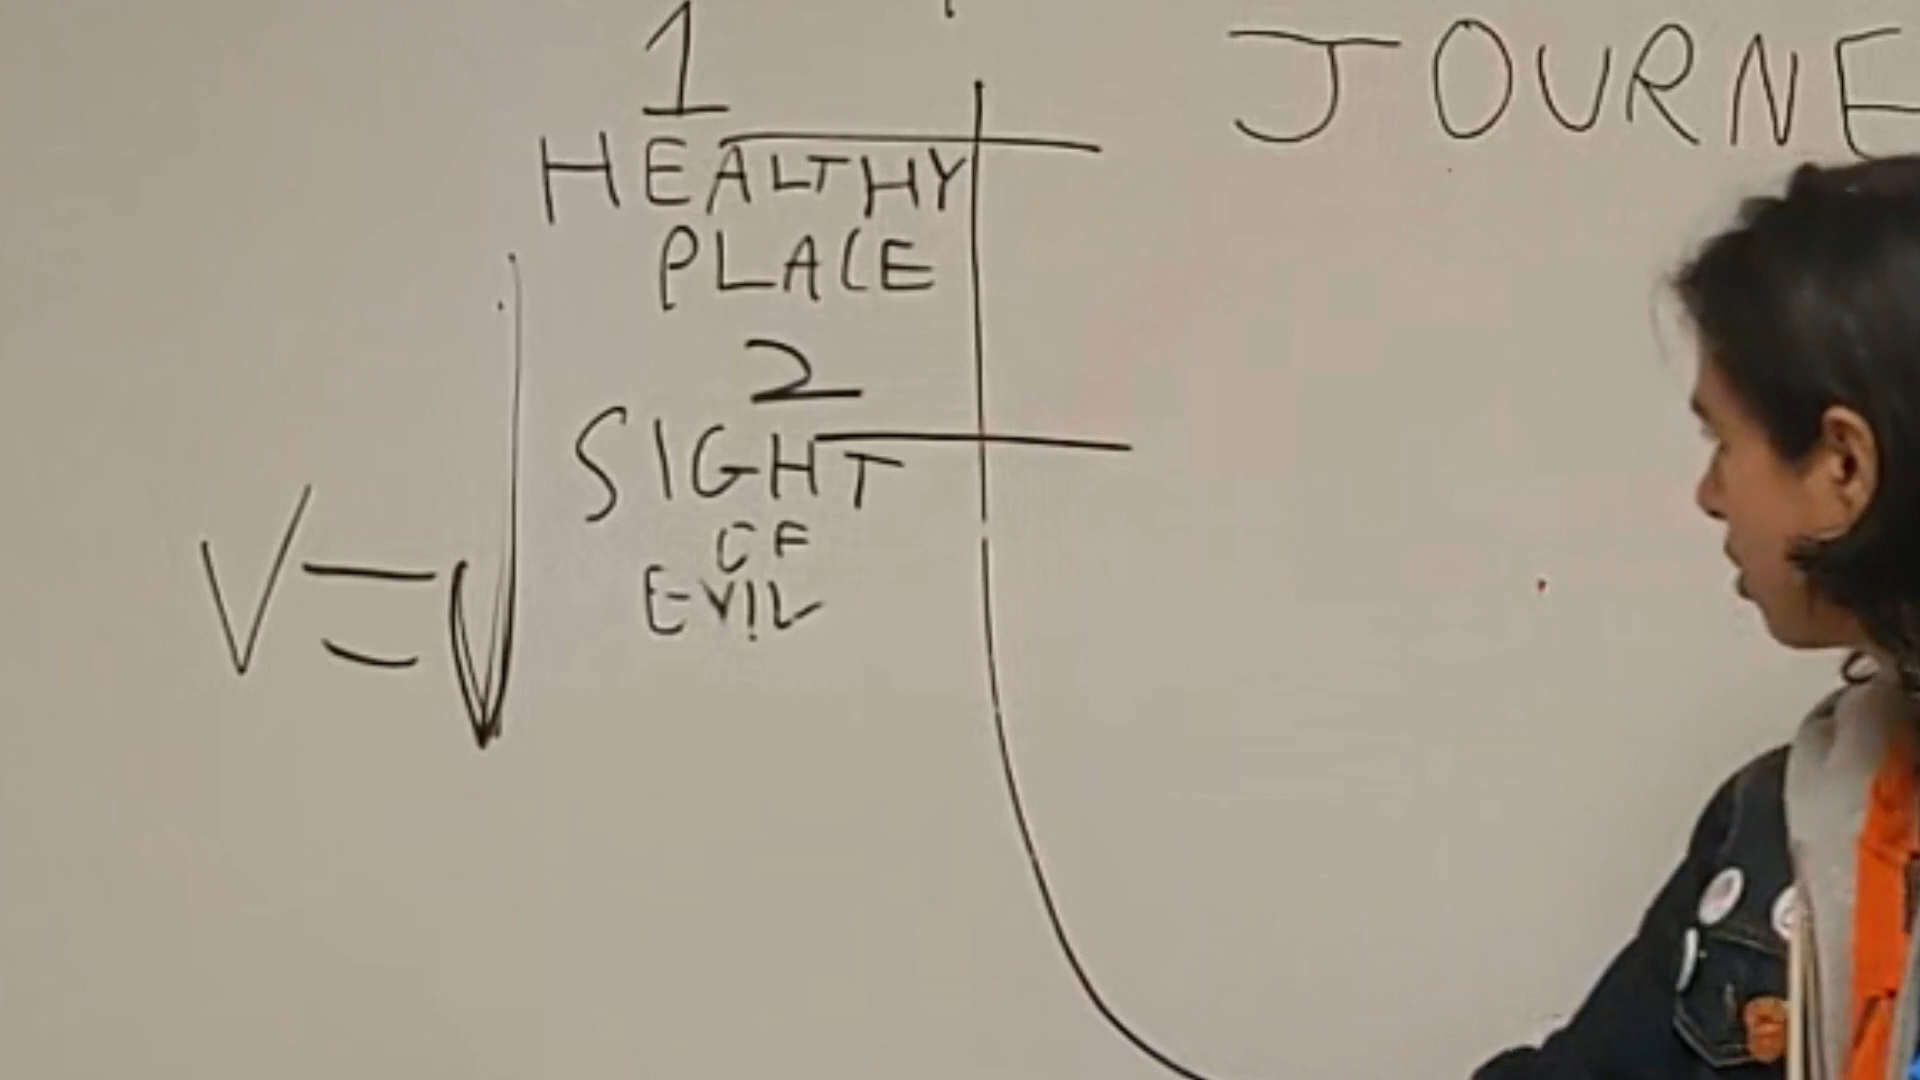 JOURNE
1
HEALTHY
PLACE
2
SIGHT
OF
EVIL
V=